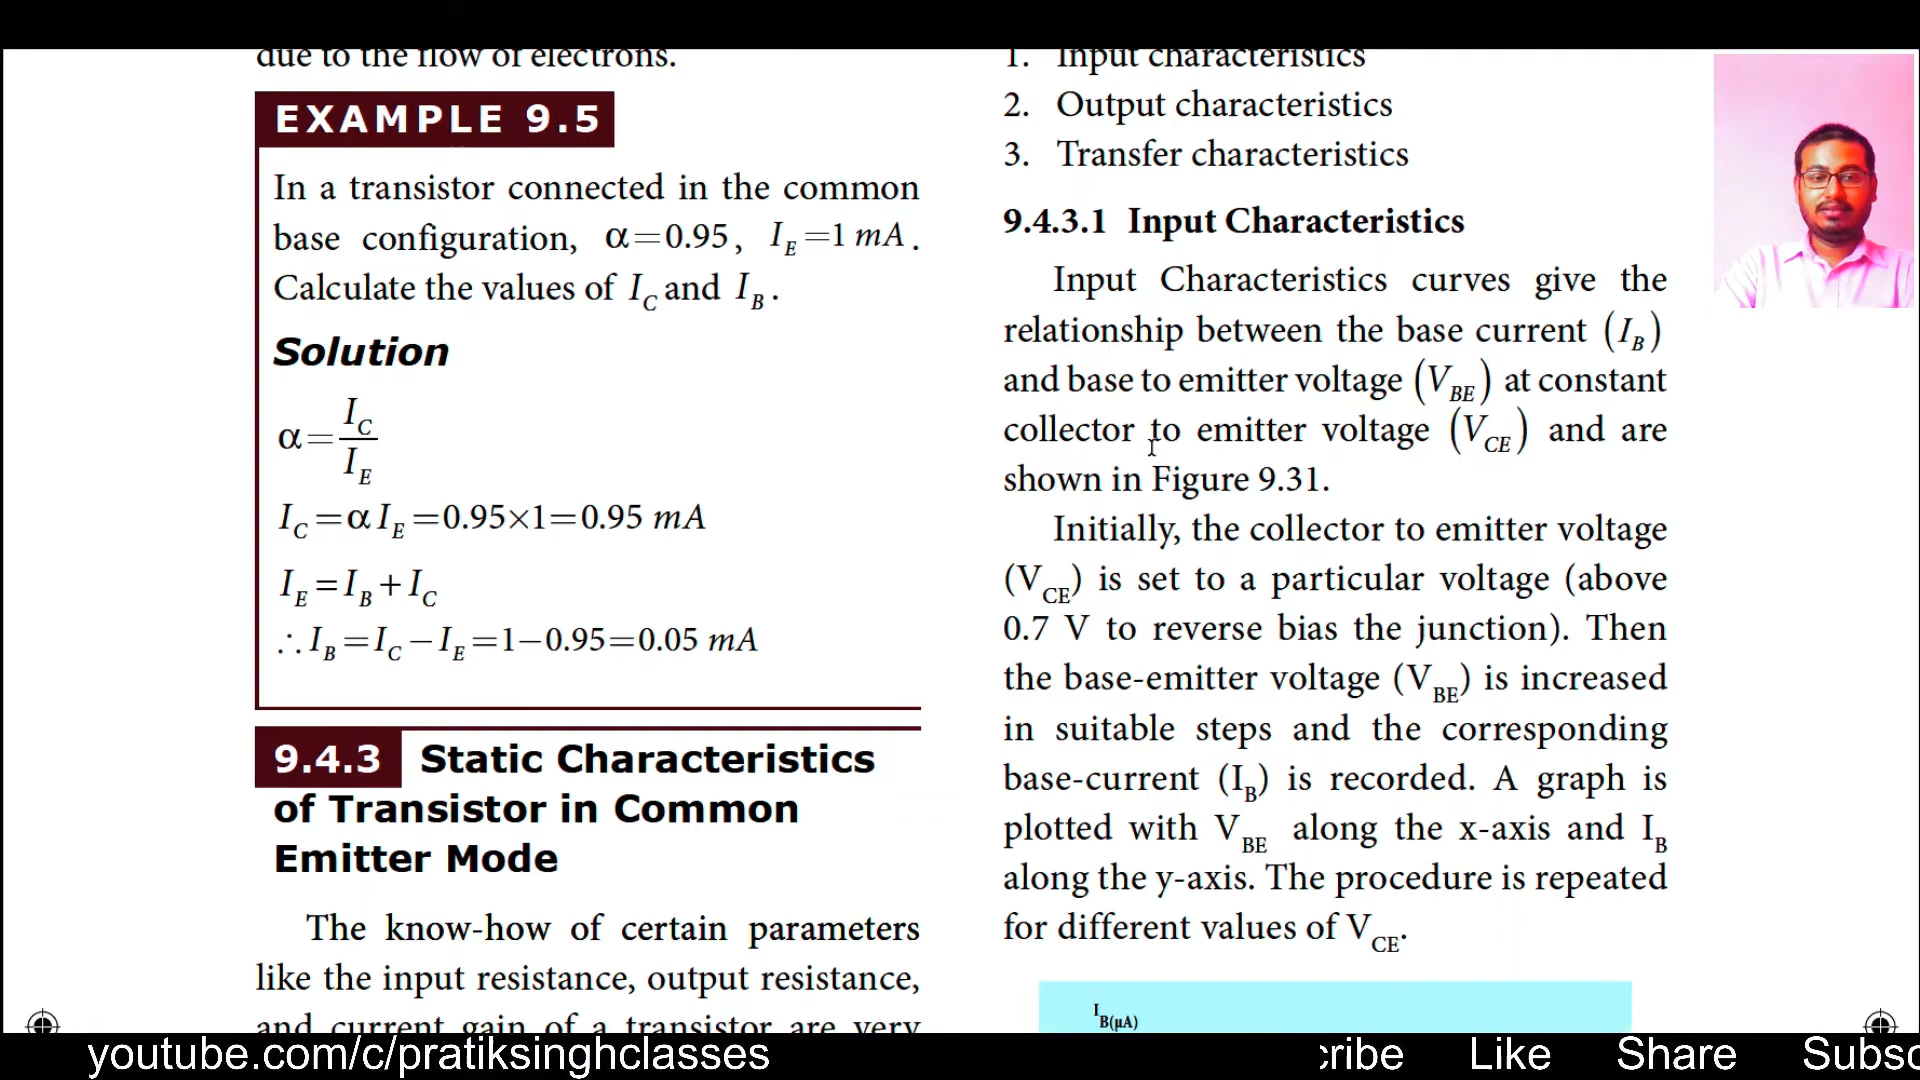 due to the flow of electrons.
EXAMPLE 9.5
In a transistor connected in the common
base configuration, α=0.95, I_E=1 mA.
Calculate the values of I_C and I_B.
Solution
α=I_C/I_E
I_C=αI_E=0.95×1=0.95 mA
I_E=I_B+I_C
∴I_B=I_C−I_E=1−0.95=0.05 mA
9.4.3 Static Characteristics
of Transistor in Common
Emitter Mode
The know-how of certain parameters
like the input resistance, output resistance,
and current gain of a transistor are very
1. Input characteristics
2. Output characteristics
3. Transfer characteristics
9.4.3.1 Input Characteristics
Input Characteristics curves give the
relationship between the base current (I_B)
and base to emitter voltage (V_BE) at constant
collector to emitter voltage (V_CE) and are
shown in Figure 9.31.
Initially, the collector to emitter voltage
(V_CE) is set to a particular voltage (above
0.7 V to reverse bias the junction). Then
the base-emitter voltage (V_BE) is increased
in suitable steps and the corresponding
base-current (I_B) is recorded. A graph is
plotted with V_BE along the x-axis and I_B
along the y-axis. The procedure is repeated
for different values of V_CE.
I_B(μA)
youtube.com/c/pratiksinghclasses
cribe Like Share Subsc